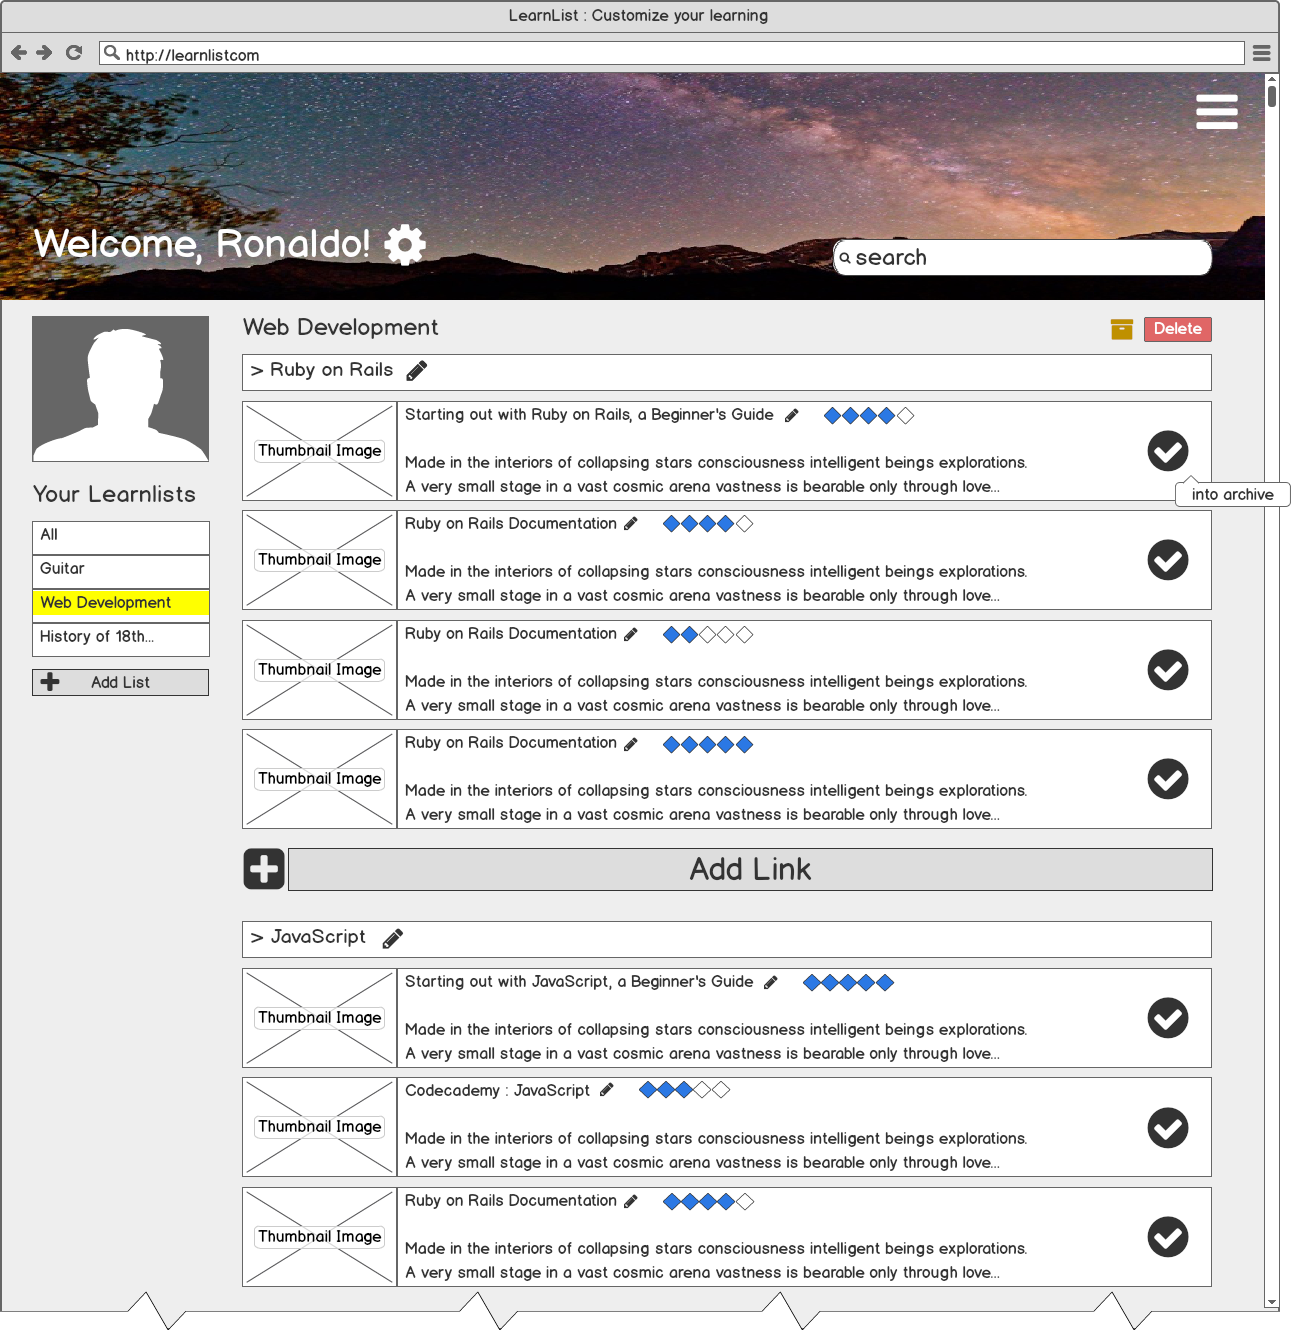 LearnList : Customize your learning
http://learnlistcom
Welcome, Ronaldo!
search
Web Development
Delete
> Ruby on Rails
Thumbnail Image
Starting out with Ruby on Rails, a Beginner's Guide
Made in the interiors of collapsing stars consciousness intelligent beings explorations.
A very small stage in a vast cosmic arena vastness is bearable only through love...
into archive
Your Learnlists
All
Guitar
Web Development
History of 18th...
Add List
Thumbnail Image
Ruby on Rails Documentation
Made in the interiors of collapsing stars consciousness intelligent beings explorations.
A very small stage in a vast cosmic arena vastness is bearable only through love...
Thumbnail Image
Ruby on Rails Documentation
Made in the interiors of collapsing stars consciousness intelligent beings explorations.
A very small stage in a vast cosmic arena vastness is bearable only through love...
Thumbnail Image
Ruby on Rails Documentation
Made in the interiors of collapsing stars consciousness intelligent beings explorations.
A very small stage in a vast cosmic arena vastness is bearable only through love...
Add Link
> JavaScript
Thumbnail Image
Starting out with JavaScript, a Beginner's Guide
Made in the interiors of collapsing stars consciousness intelligent beings explorations.
A very small stage in a vast cosmic arena vastness is bearable only through love...
Thumbnail Image
Codecademy : JavaScript
Made in the interiors of collapsing stars consciousness intelligent beings explorations.
A very small stage in a vast cosmic arena vastness is bearable only through love...
Thumbnail Image
Ruby on Rails Documentation
Made in the interiors of collapsing stars consciousness intelligent beings explorations.
A very small stage in a vast cosmic arena vastness is bearable only through love...